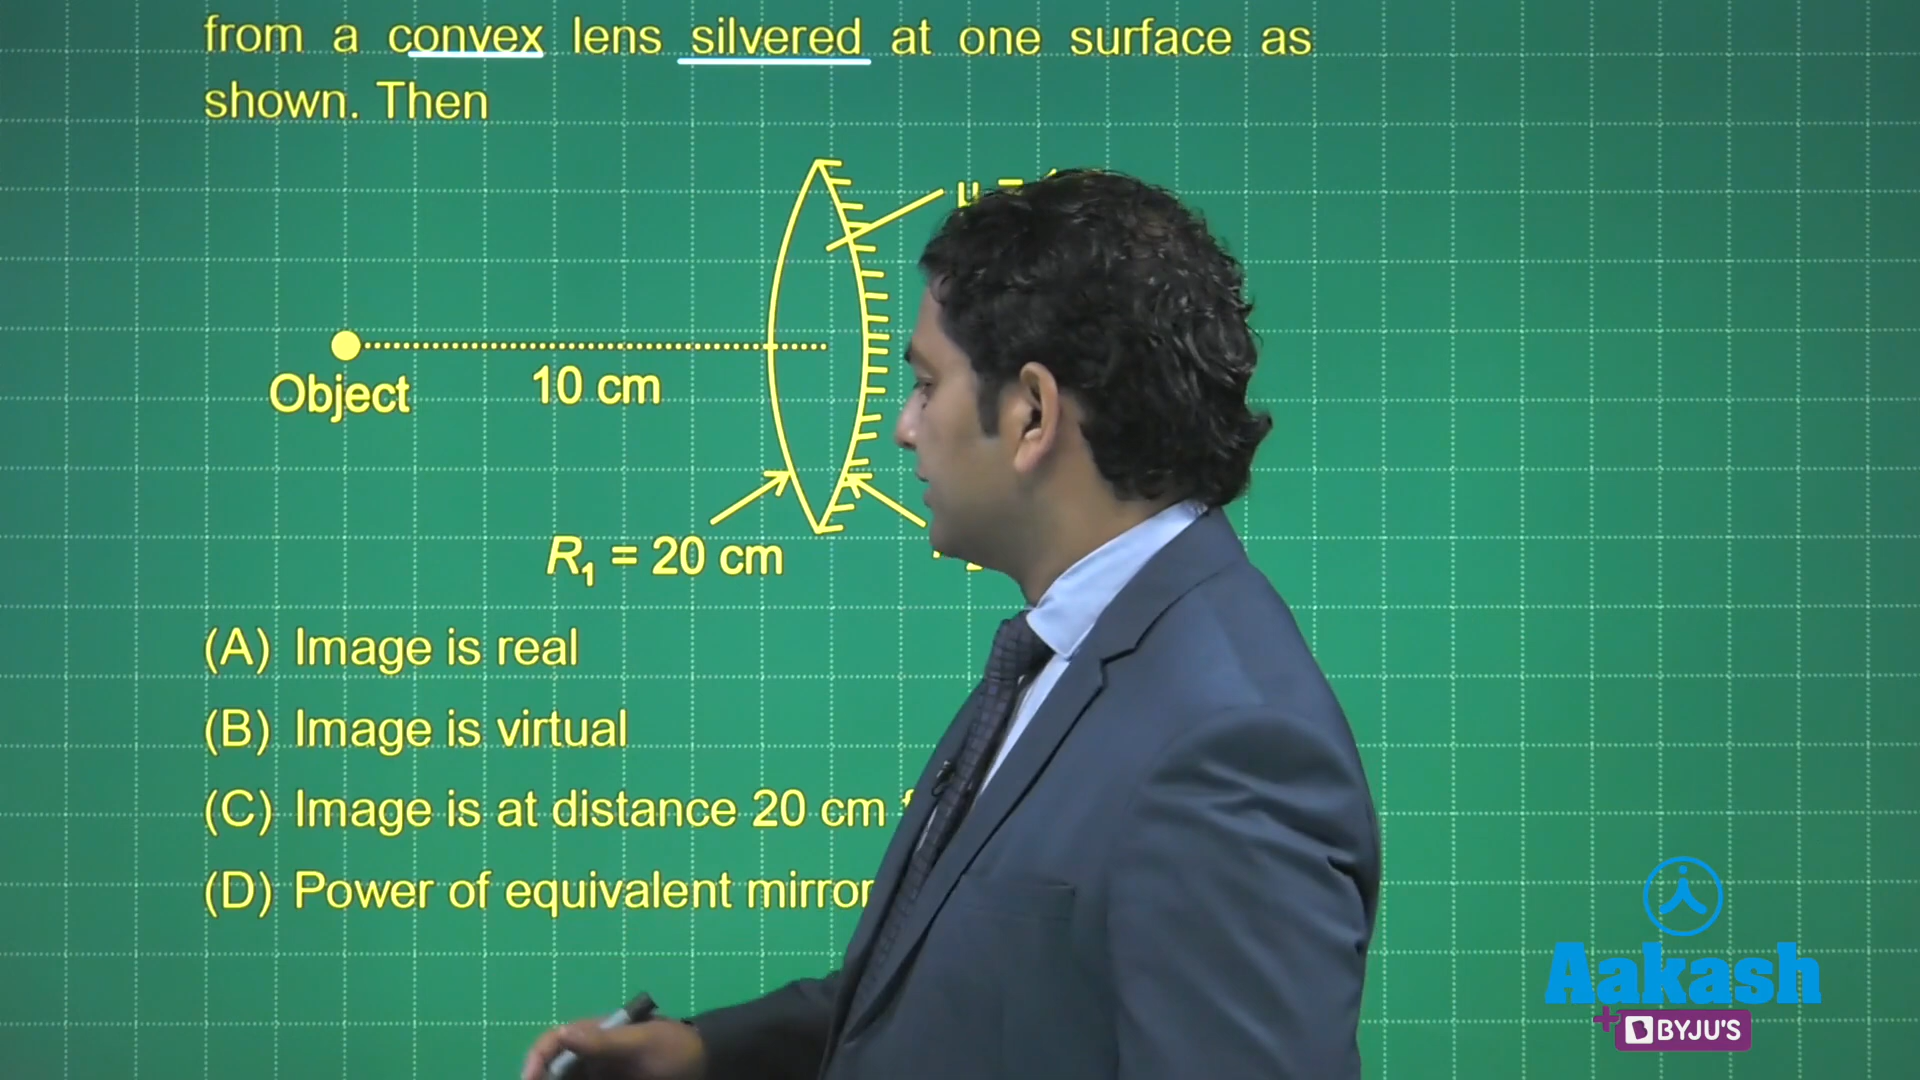 from a convex lens silvered at one surface as
shown. Then
μ =
Object
10 cm
R₁ = 20 cm
(A) Image is real
(B) Image is virtual
(C) Image is at distance 20 cm
(D) Power of equivalent mirror
Aakash
+ B BYJU'S